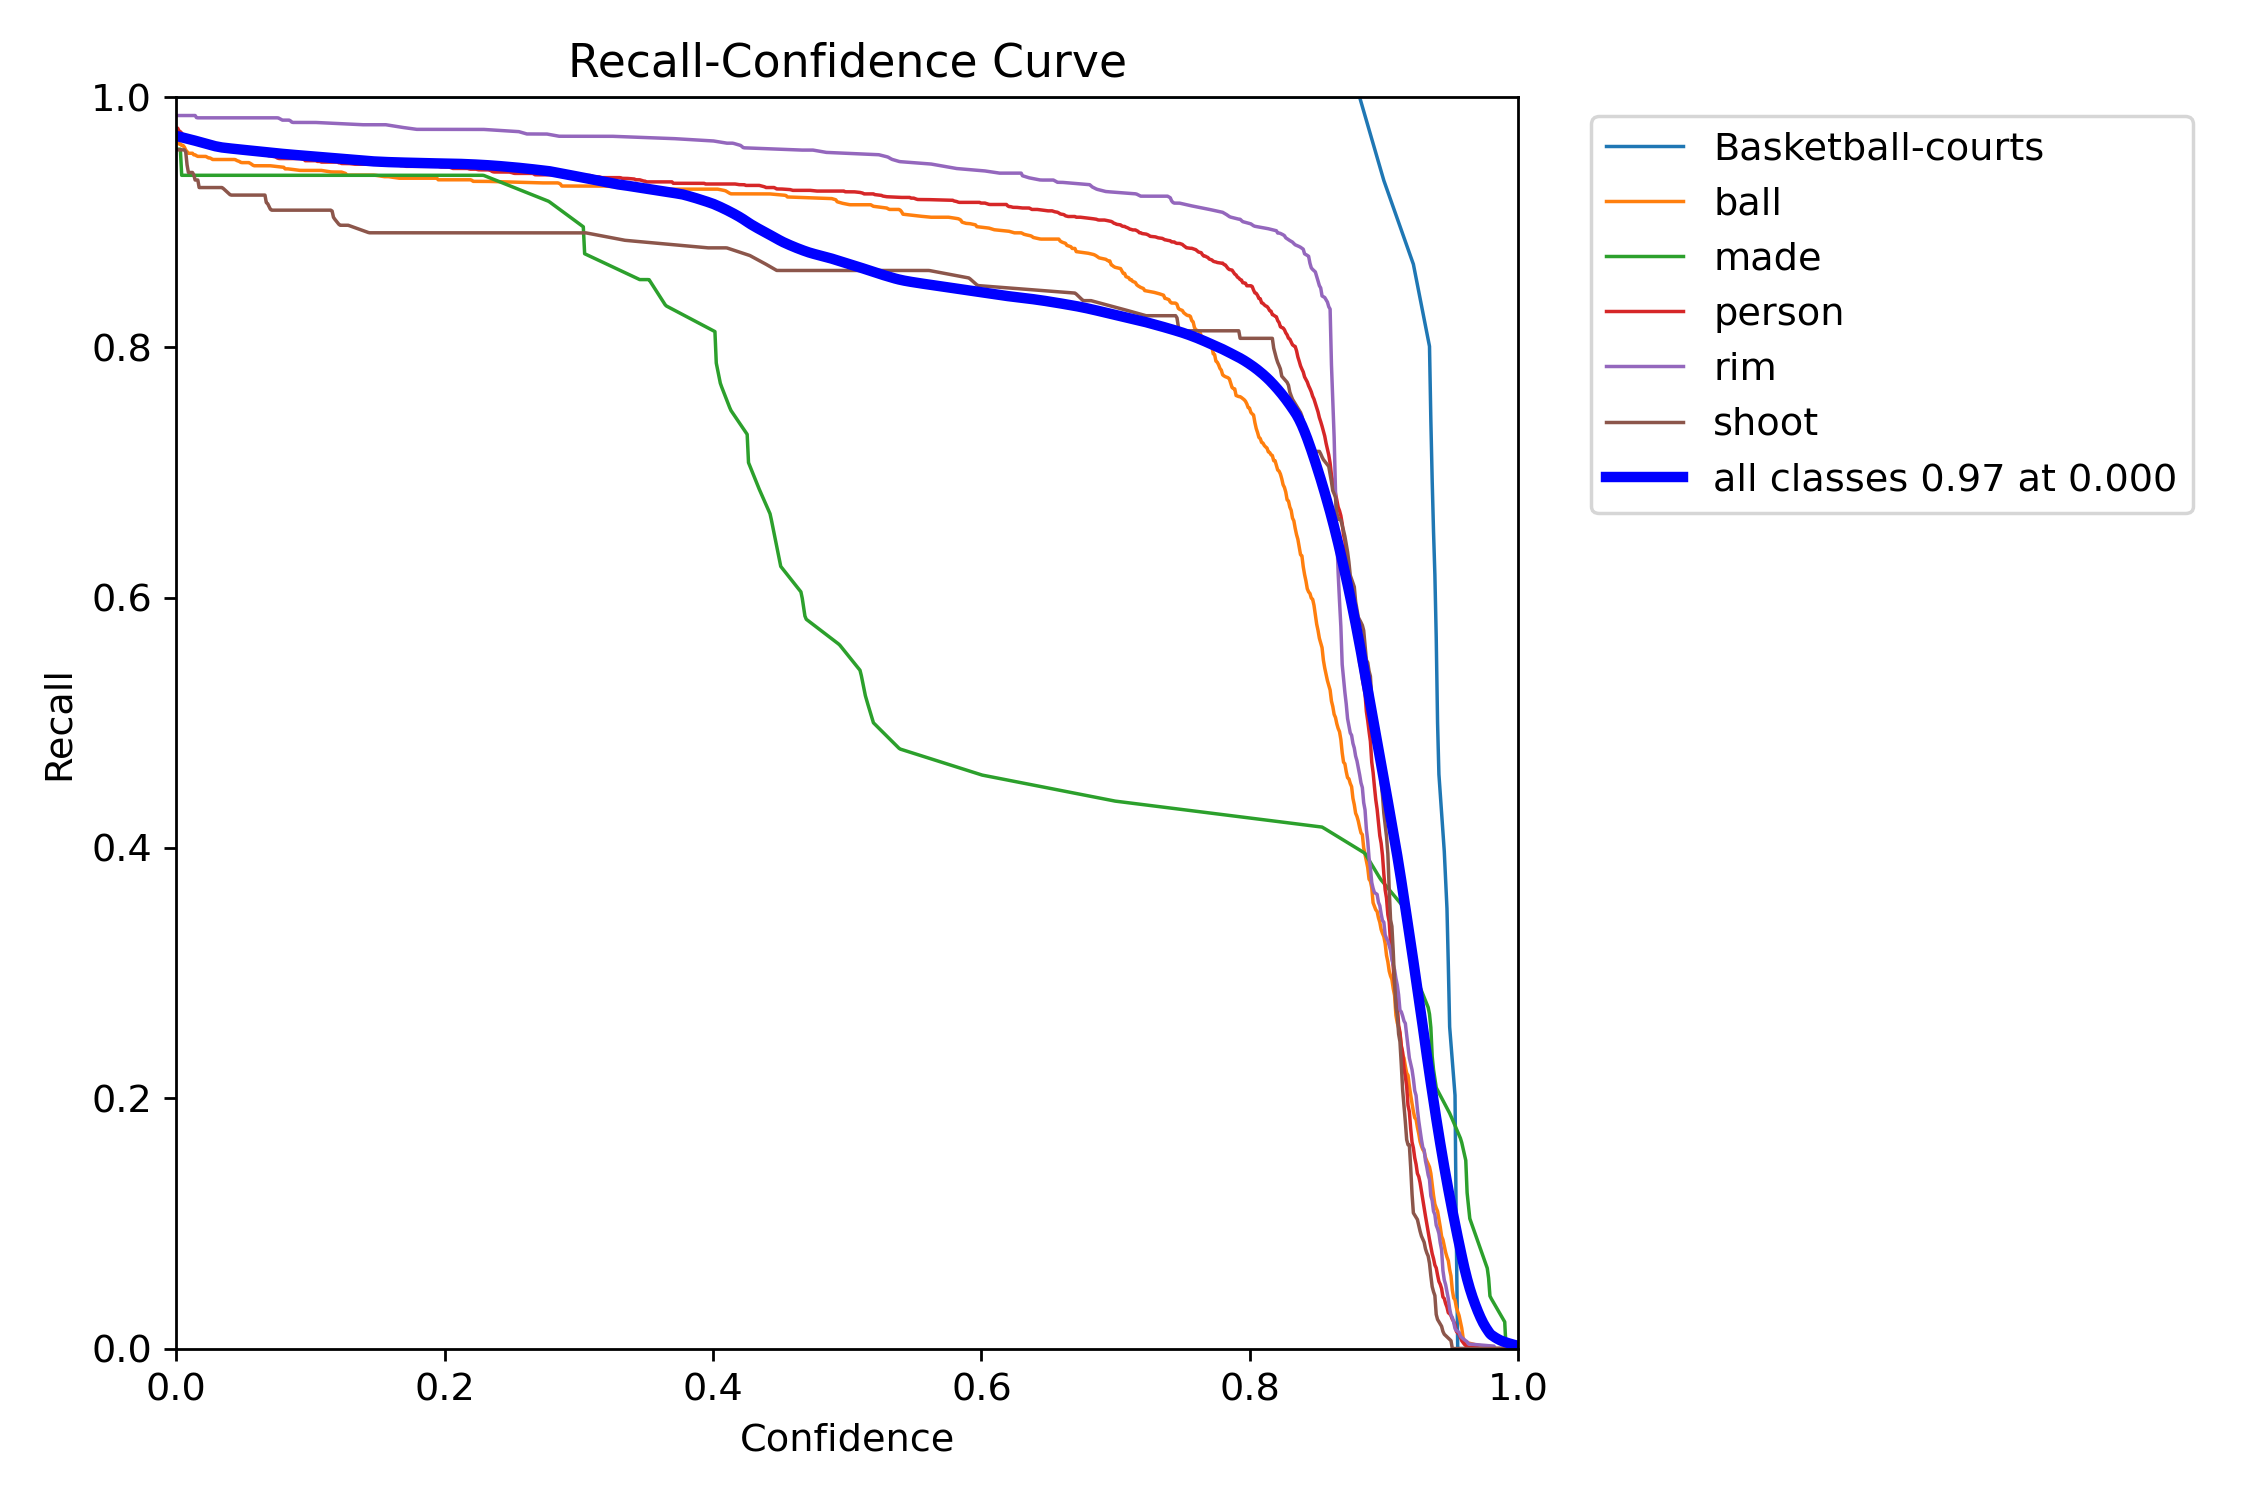 Recall-Confidence Curve
1.0
0.8
0.6
0.4
0.2
0.0
Recall
0.0 0.2 0.4 0.6 0.8 1.0
Confidence
Basketball-courts
ball
made
person
rim
shoot
all classes 0.97 at 0.000